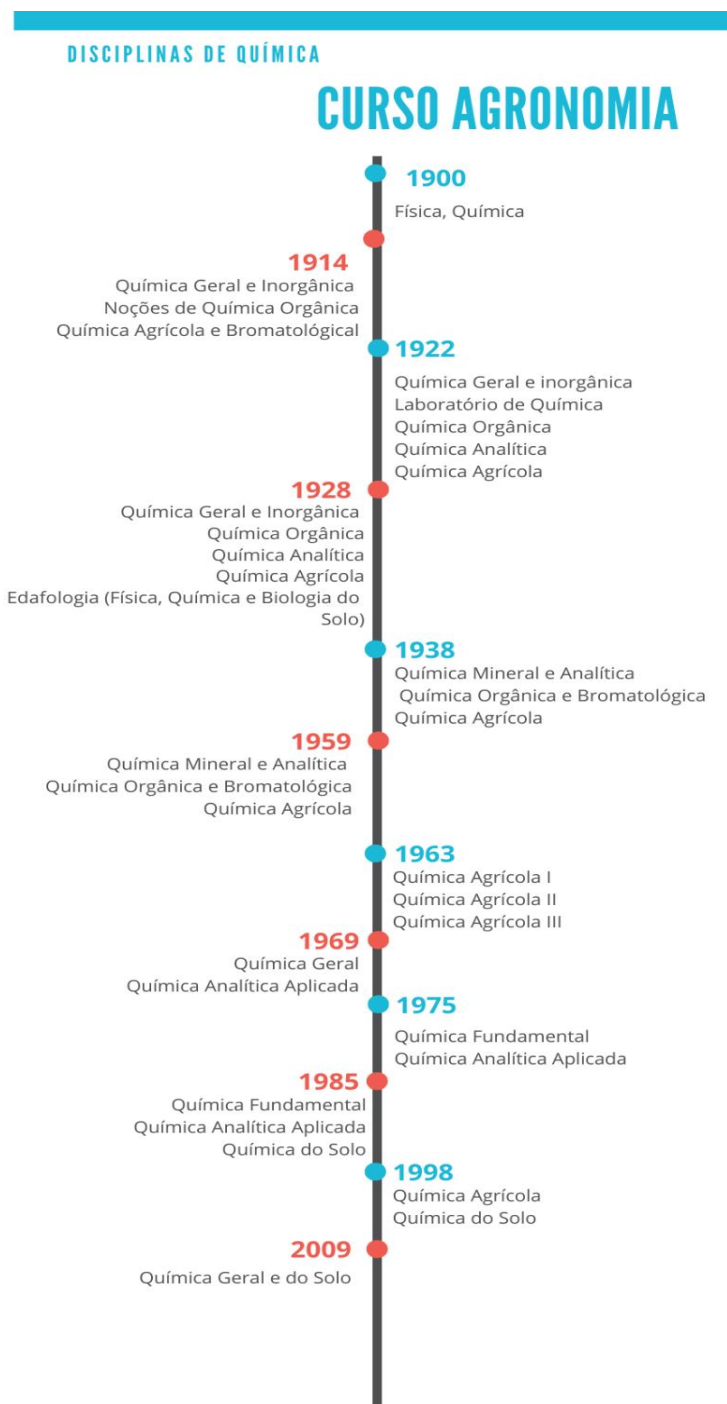 DISCIPLINAS DE QUÍMICA
CURSO AGRONOMIA
1900
Física, Química
1914
Química Geral e Inorgânica
Noções de Química Orgânica
Química Agrícola e Bromatológical
1922
Química Geral e inorgânica
Laboratório de Química
Química Orgânica
Química Analítica
Química Agrícola
1928
Química Geral e Inorgânica
Química Orgânica
Química Analítica
Química Agrícola
Edafologia (Física, Química e Biologia do
Solo)
1938
Química Mineral e Analítica
Química Orgânica e Bromatológica
Química Agrícola
1959
Química Mineral e Analítica
Química Orgânica e Bromatológica
Química Agrícola
1963
Química Agrícola I
Química Agrícola II
Química Agrícola III
1969
Química Geral
Química Analítica Aplicada
1975
Química Fundamental
Química Analítica Aplicada
1985
Química Fundamental
Química Analítica Aplicada
Química do Solo
1998
Química Agrícola
Química do Solo
2009
Química Geral e do Solo